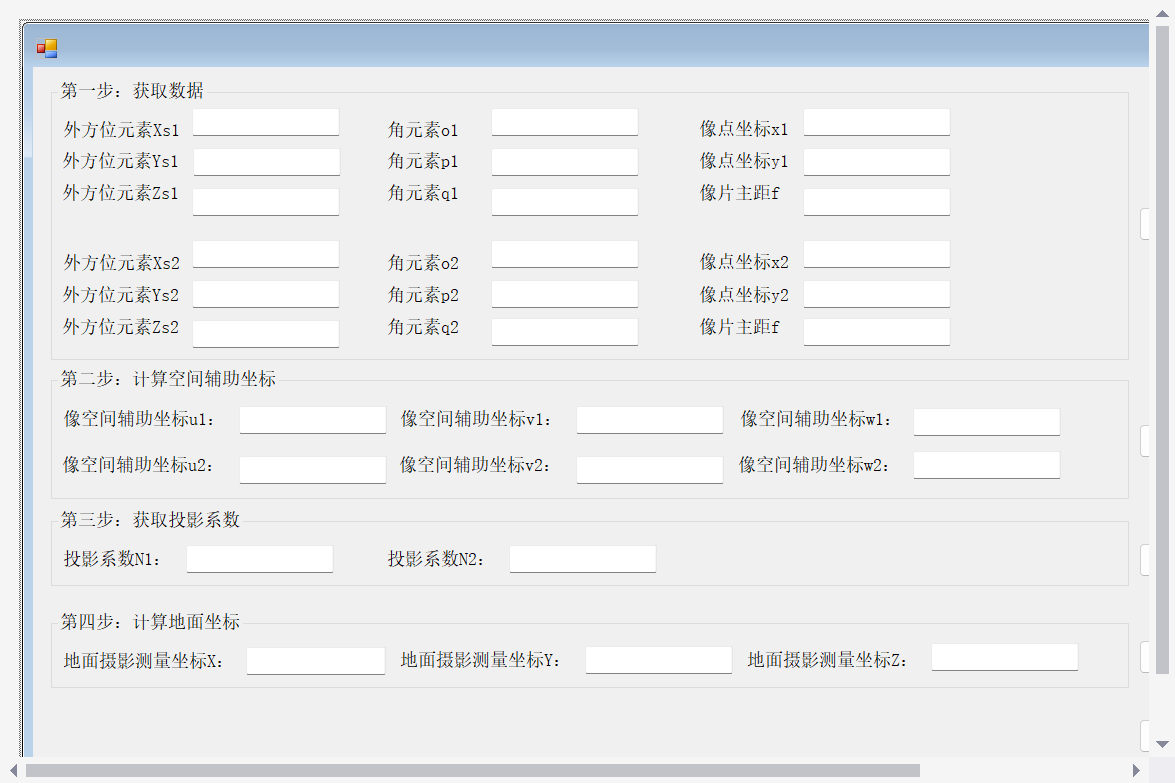 第一步：获取数据
外方位元素Xs1 角元素o1 像点坐标x1
外方位元素Ys1 角元素p1 像点坐标y1
外方位元素Zs1 角元素q1 像片主距f
外方位元素Xs2 角元素o2 像点坐标x2
外方位元素Ys2 角元素p2 像点坐标y2
外方位元素Zs2 角元素q2 像片主距f
第二步：计算空间辅助坐标
像空间辅助坐标u1： 像空间辅助坐标v1： 像空间辅助坐标w1：
像空间辅助坐标u2： 像空间辅助坐标v2： 像空间辅助坐标w2：
第三步：获取投影系数
投影系数N1： 投影系数N2：
第四步：计算地面坐标
地面摄影测量坐标X： 地面摄影测量坐标Y： 地面摄影测量坐标Z：